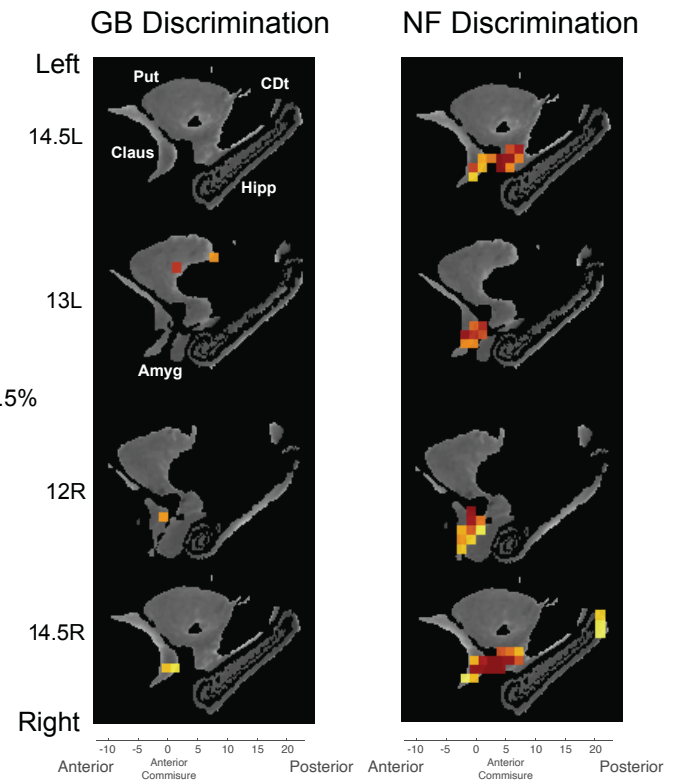 GB Discrimination NF Discrimination
Left
Put
CDt
14.5L
Claus
Hipp
13L
Amyg
.5%
12R
14.5R
Right
-10 -5 0 5 10 15 20 -10 -5 0 5 10 15 20
Anterior Anterior Commisure Posterior Anterior Anterior Commisure Posterior